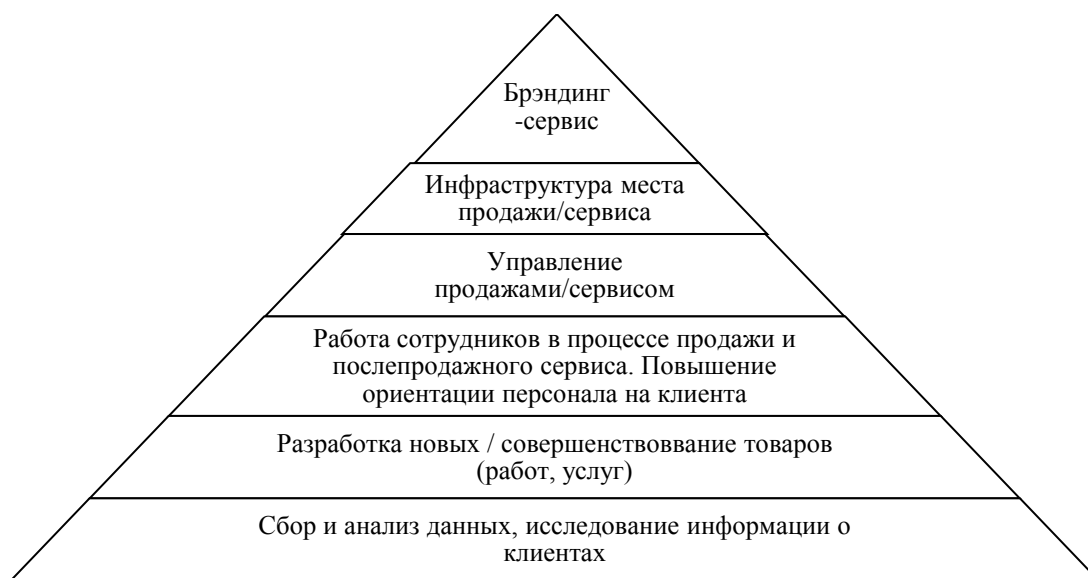 Брэндинг
-сервис
Инфраструктура места
продажи/сервиса
Управление
продажами/сервисом
Работа сотрудников в процессе продажи и
послепродажного сервиса. Повышение
ориентации персонала на клиента
Разработка новых / совершенствоввание товаров
(работ, услуг)
Сбор и анализ данных, исследование информации о
клиентах